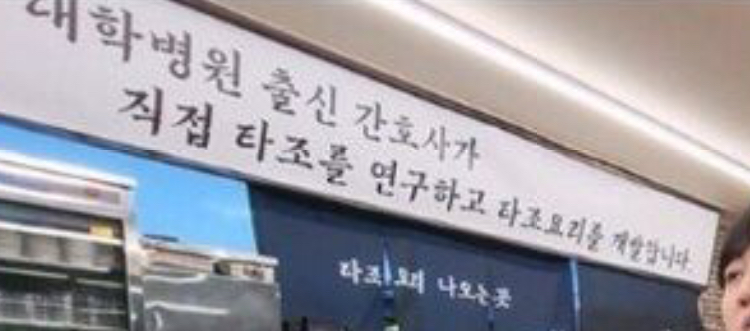 대학병원 출신 간호사가
직접 타조를 연구하고 타조요리를 개발합니다.
타조요리 나오는곳